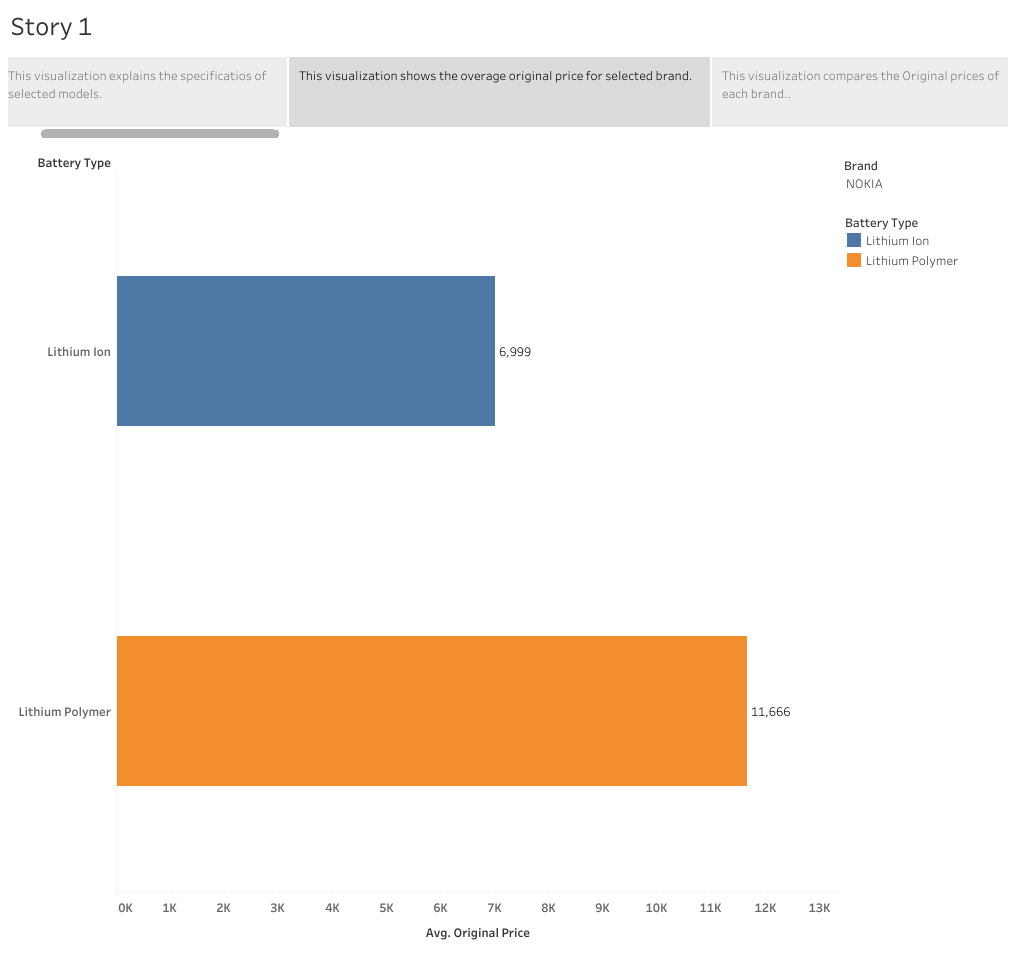 Story 1
This visualization explains the specificatios of
selected models.
This visualization shows the overage original price for selected brand.
This visualization compares the Original prices of
each brand..
Battery Type
Lithium Ion
6,999
Lithium Polymer
11,666
0K 1K 2K 3K 4K 5K 6K 7K 8K 9K 10K 11K 12K 13K
Avg. Original Price
Brand
NOKIA
Battery Type
Lithium Ion
Lithium Polymer